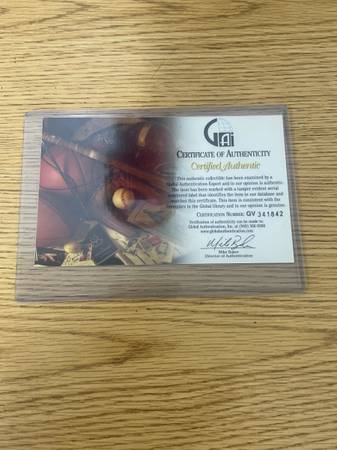 GAi
CERTIFICATE OF AUTHENTICITY
Certified Authentic
This authentic collectible has been examined by a
Global Authentication Expert and in our opinion is authentic.
The item has been marked with a tamper evident serial
numbered label that identifies the item in our database and
matches this certificate. This item is consistent with the
exemplars in the Global library and in our opinion is genuine.
CERTIFICATION NUMBER: GV 341842
Verification of authenticity can be made to:
Global Authentication, Inc. at
www.globalauthentication.com
Mike Baker
Director of Authentication